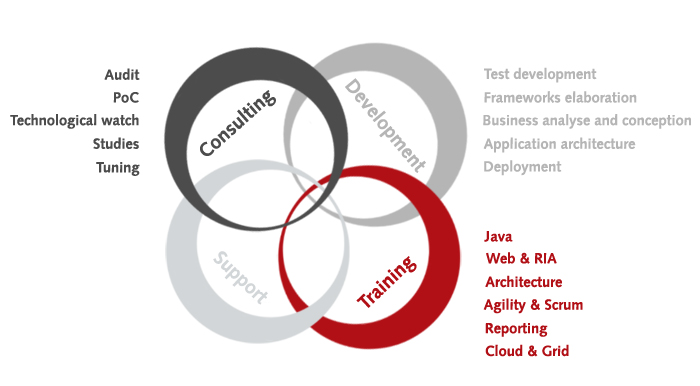 Audit
PoC
Technological watch
Studies
Tuning
Consulting
Development
Test development
Frameworks elaboration
Business analyse and conception
Application architecture
Deployment
Support
Training
Java
Web & RIA
Architecture
Agility & Scrum
Reporting
Cloud & Grid